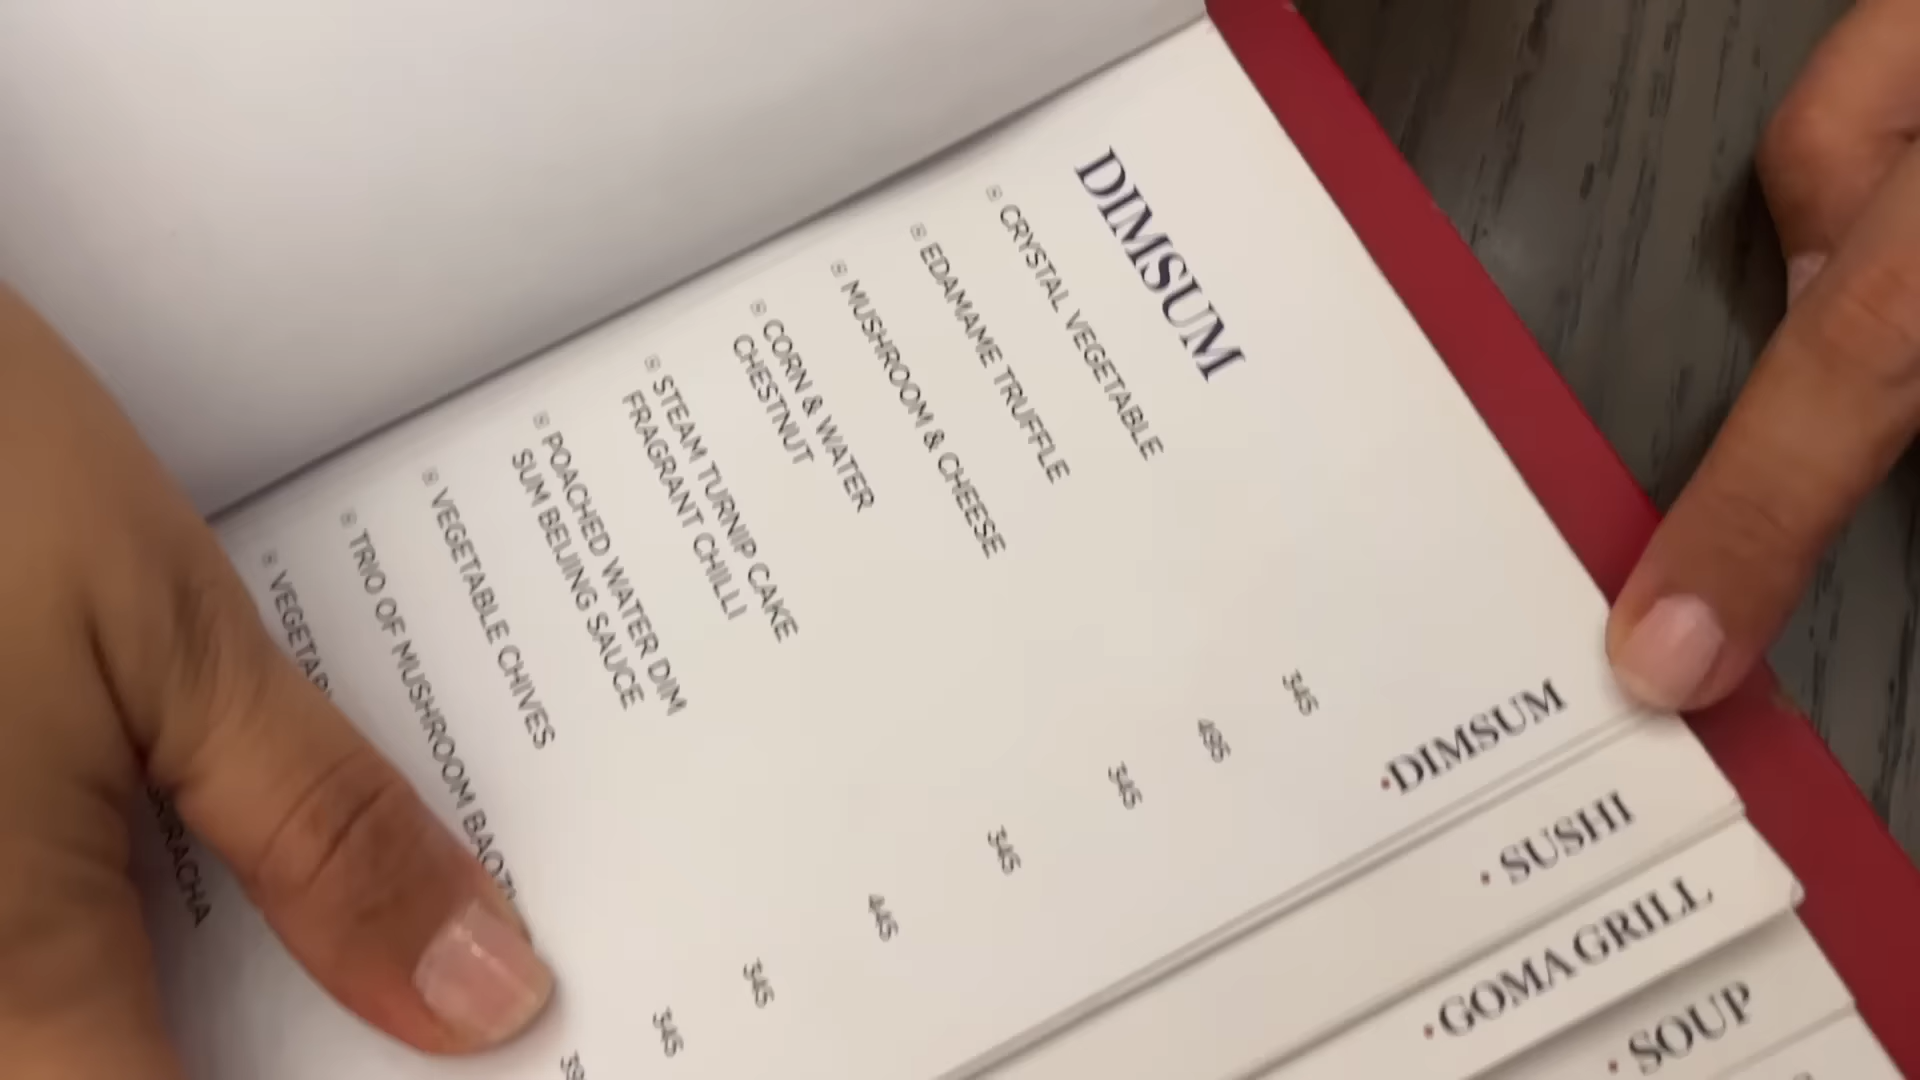 DIMSUM
CRYSTAL VEGETABLE 345
EDAMAME TRUFFLE 495
MUSHROOM & CHEESE 345
CORN & WATER 345
CHESTNUT
STEAM TURNIP CAKE 445
FRAGRANT CHILLI
POACHED WATER DIM 345
SUM BEIJING SAUCE
VEGETABLE CHIVES 345
TRIO OF MUSHROOM BAOZI
•DIMSUM
• SUSHI
•GOMA GRILL
• SOUP